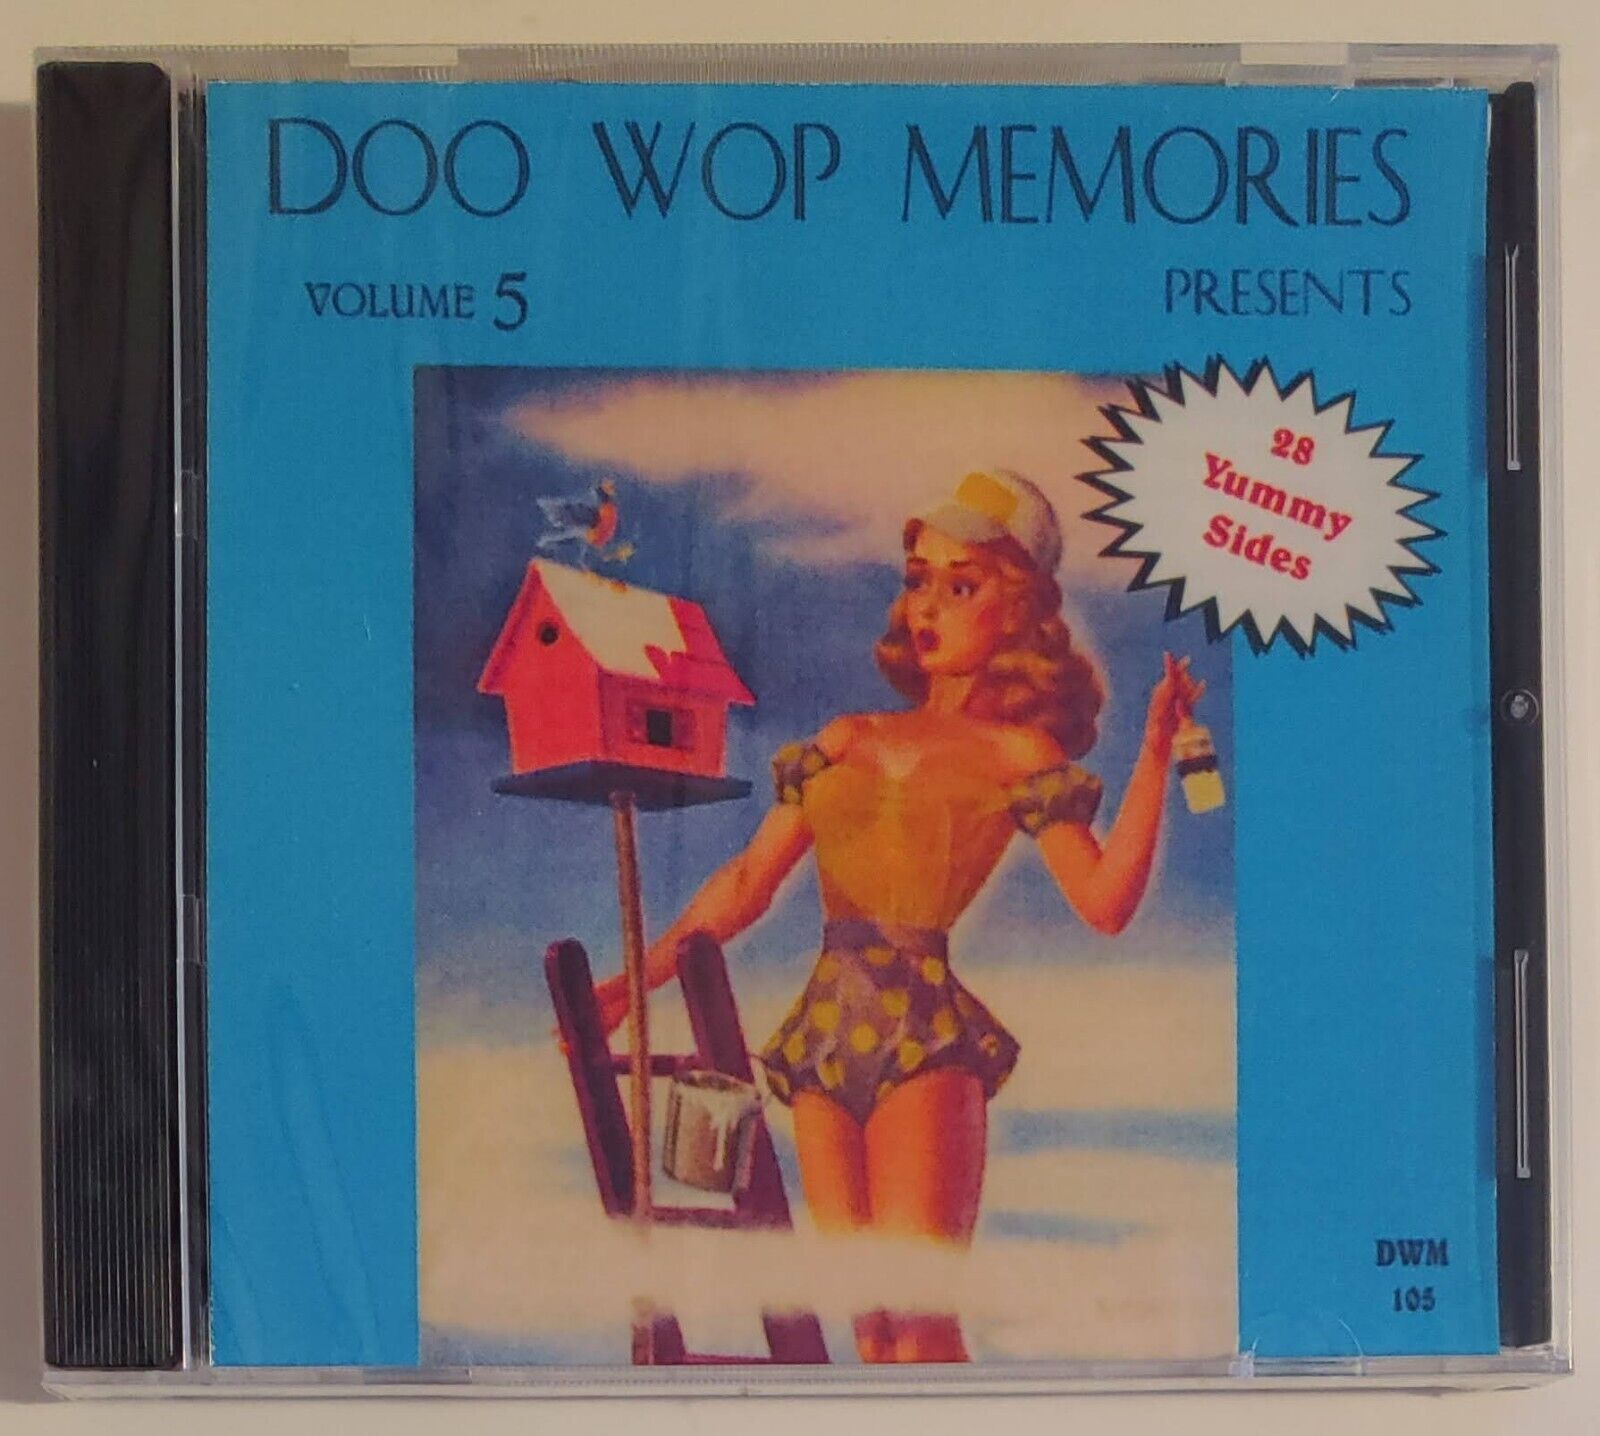 DOO WOP MEMORIES
VOLUME 5
PRESENTS
28
Yummy
Sides
DWM
105